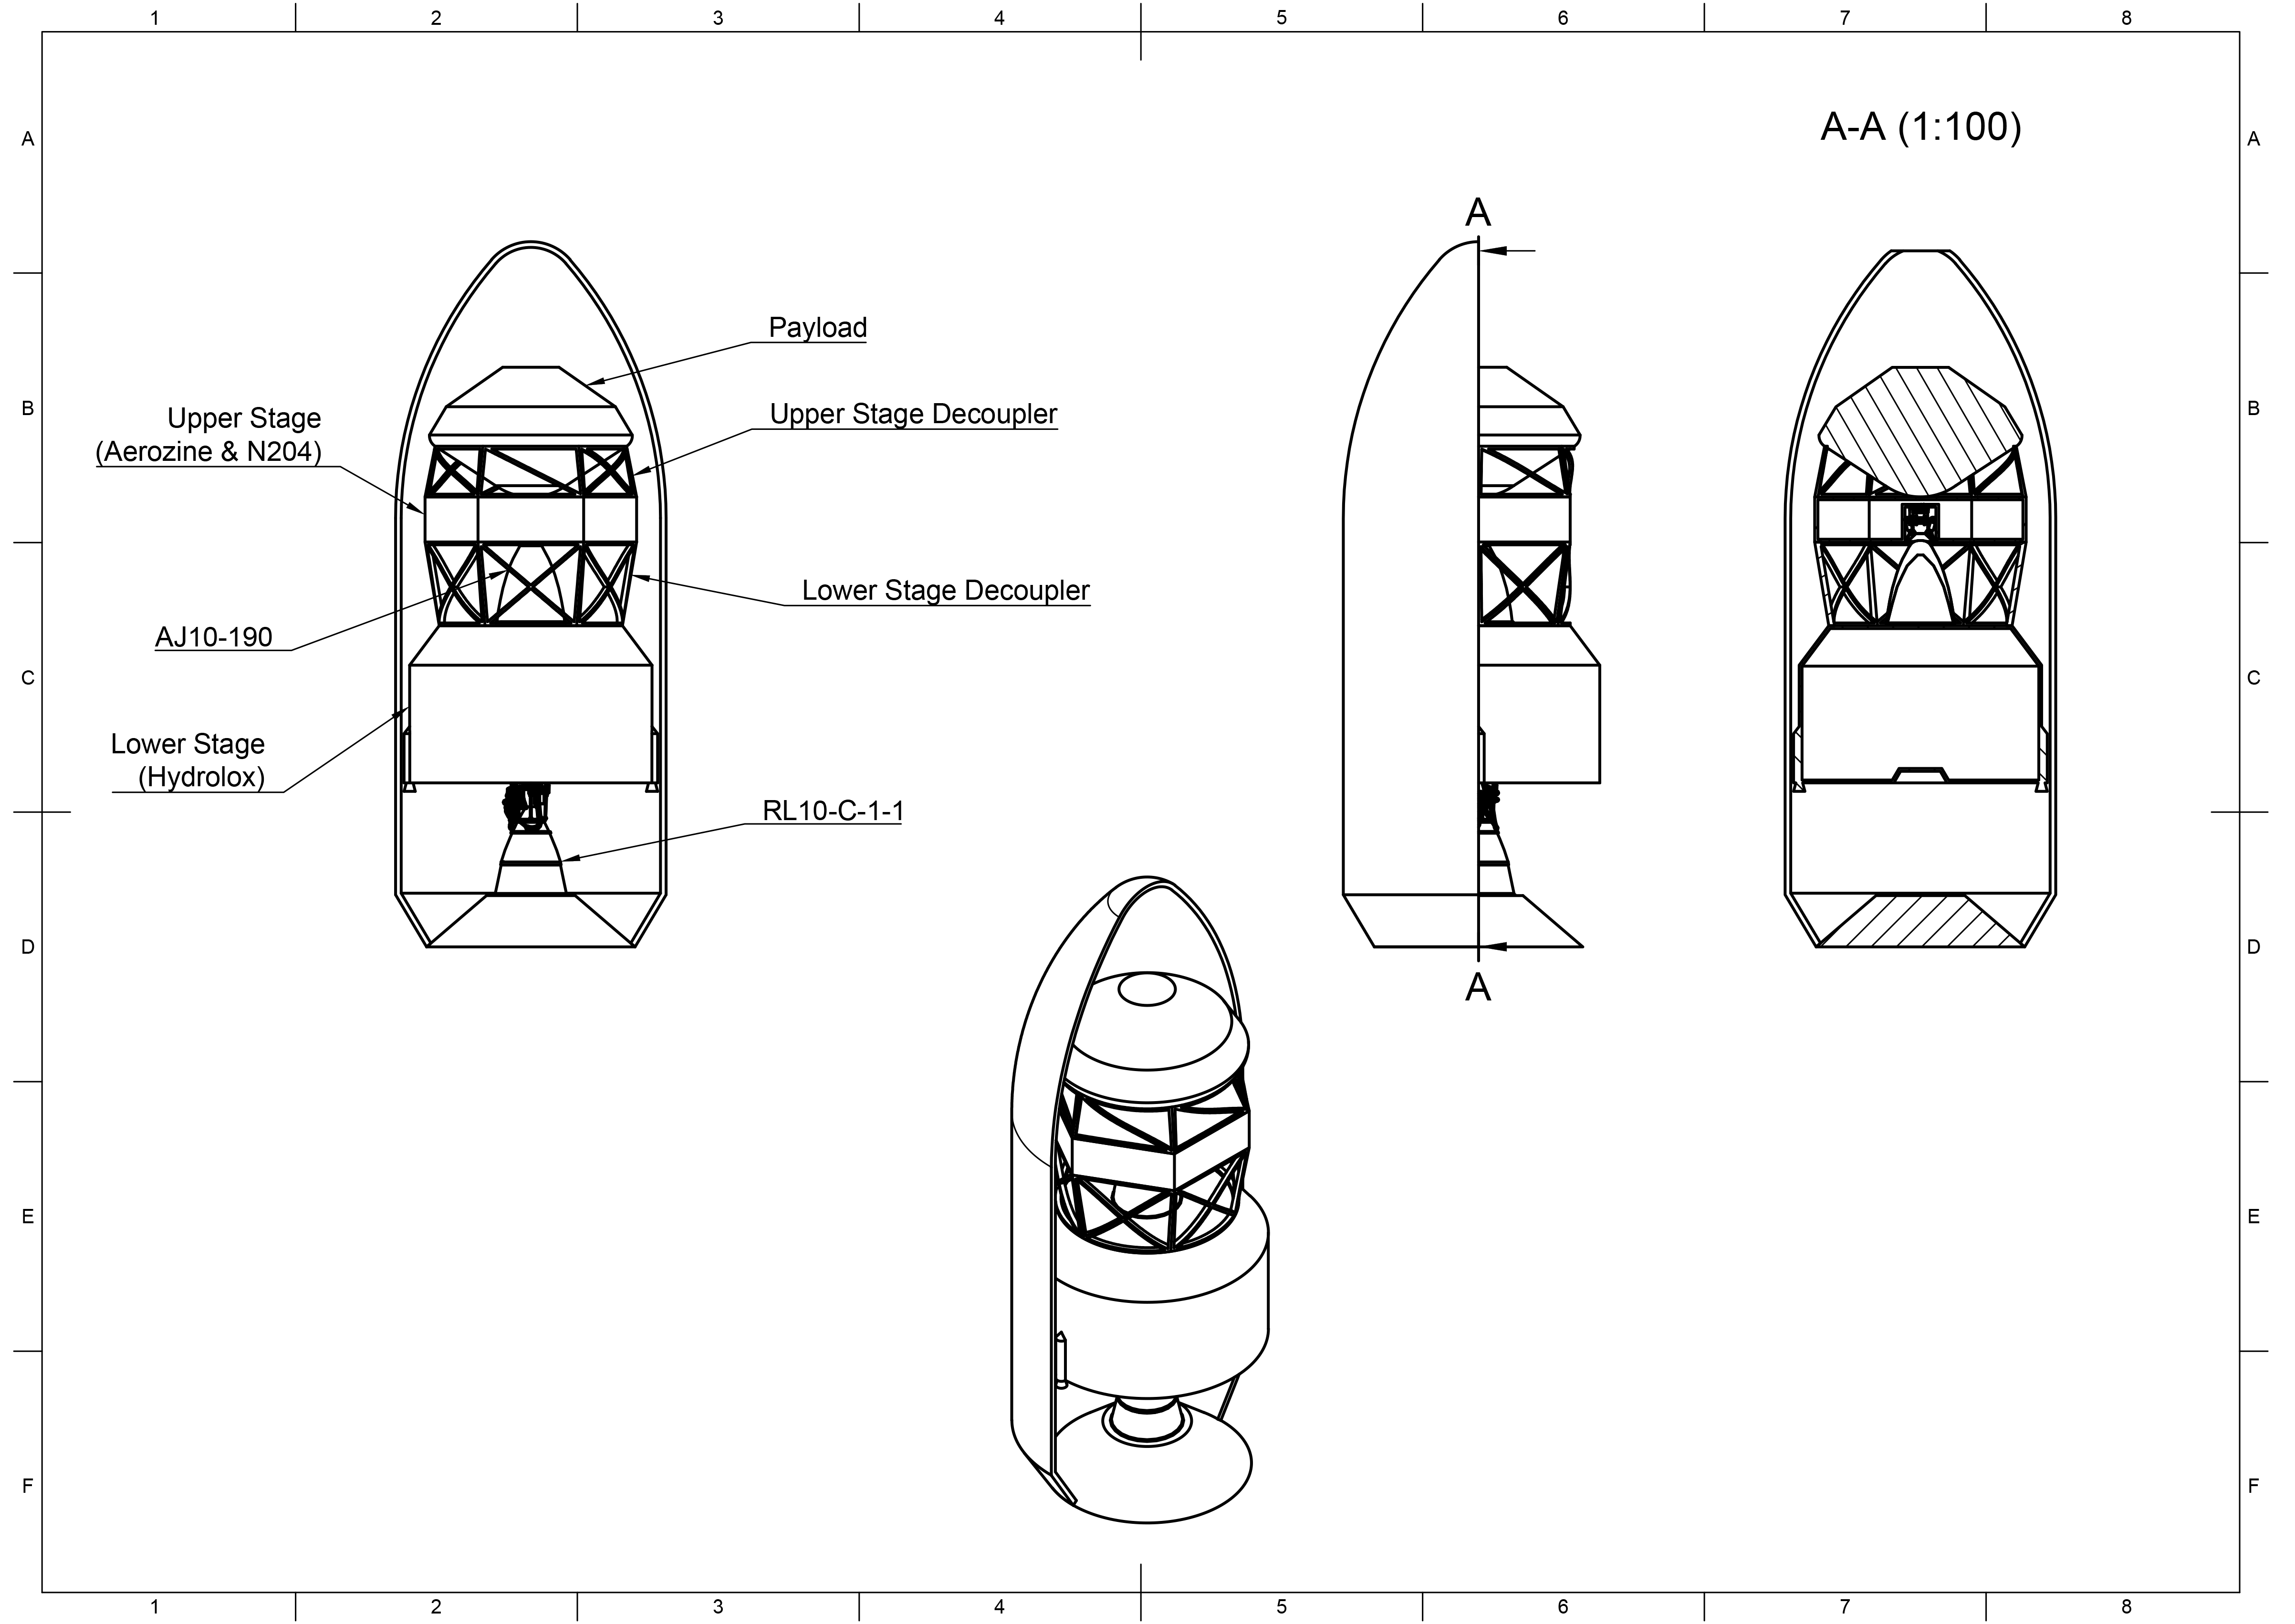 1 2 3 4 5 6 7 8
A A
A-A (1:100)
A
Payload
B B
Upper Stage
(Aerozine & N204)
Upper Stage Decoupler
Lower Stage Decoupler
AJ10-190
C C
Lower Stage
(Hydrolox)
RL10-C-1-1
D D
A
E E
F F
1 2 3 4 5 6 7 8